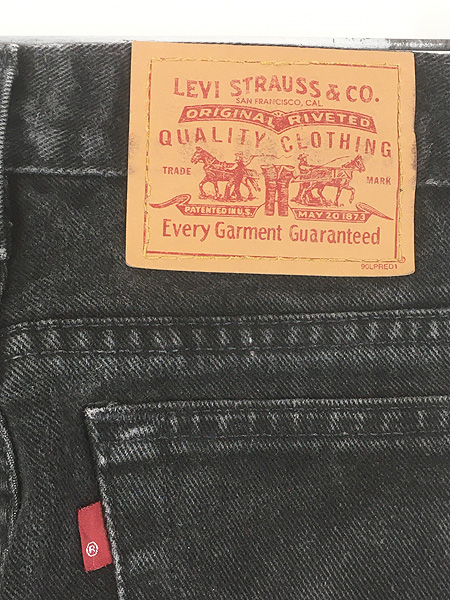 LEVI STRAUSS & CO.
SAN FRANCISCO, CAL
ORIGINAL RIVETED
QUALITY CLOTHING
TRADE MARK
PATENTED IN U.S. MAY 20 1873
Every Garment Guaranteed
90LPRED1
®